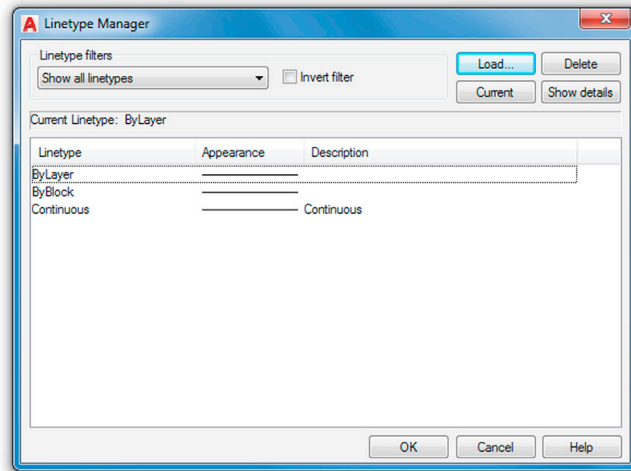 Linetype Manager
Linetype filters
Show all linetypes
Invert filter
Load...
Delete
Current
Show details
Current Linetype: ByLayer
Linetype Appearance Description
ByLayer
ByBlock
Continuous Continuous
OK Cancel Help